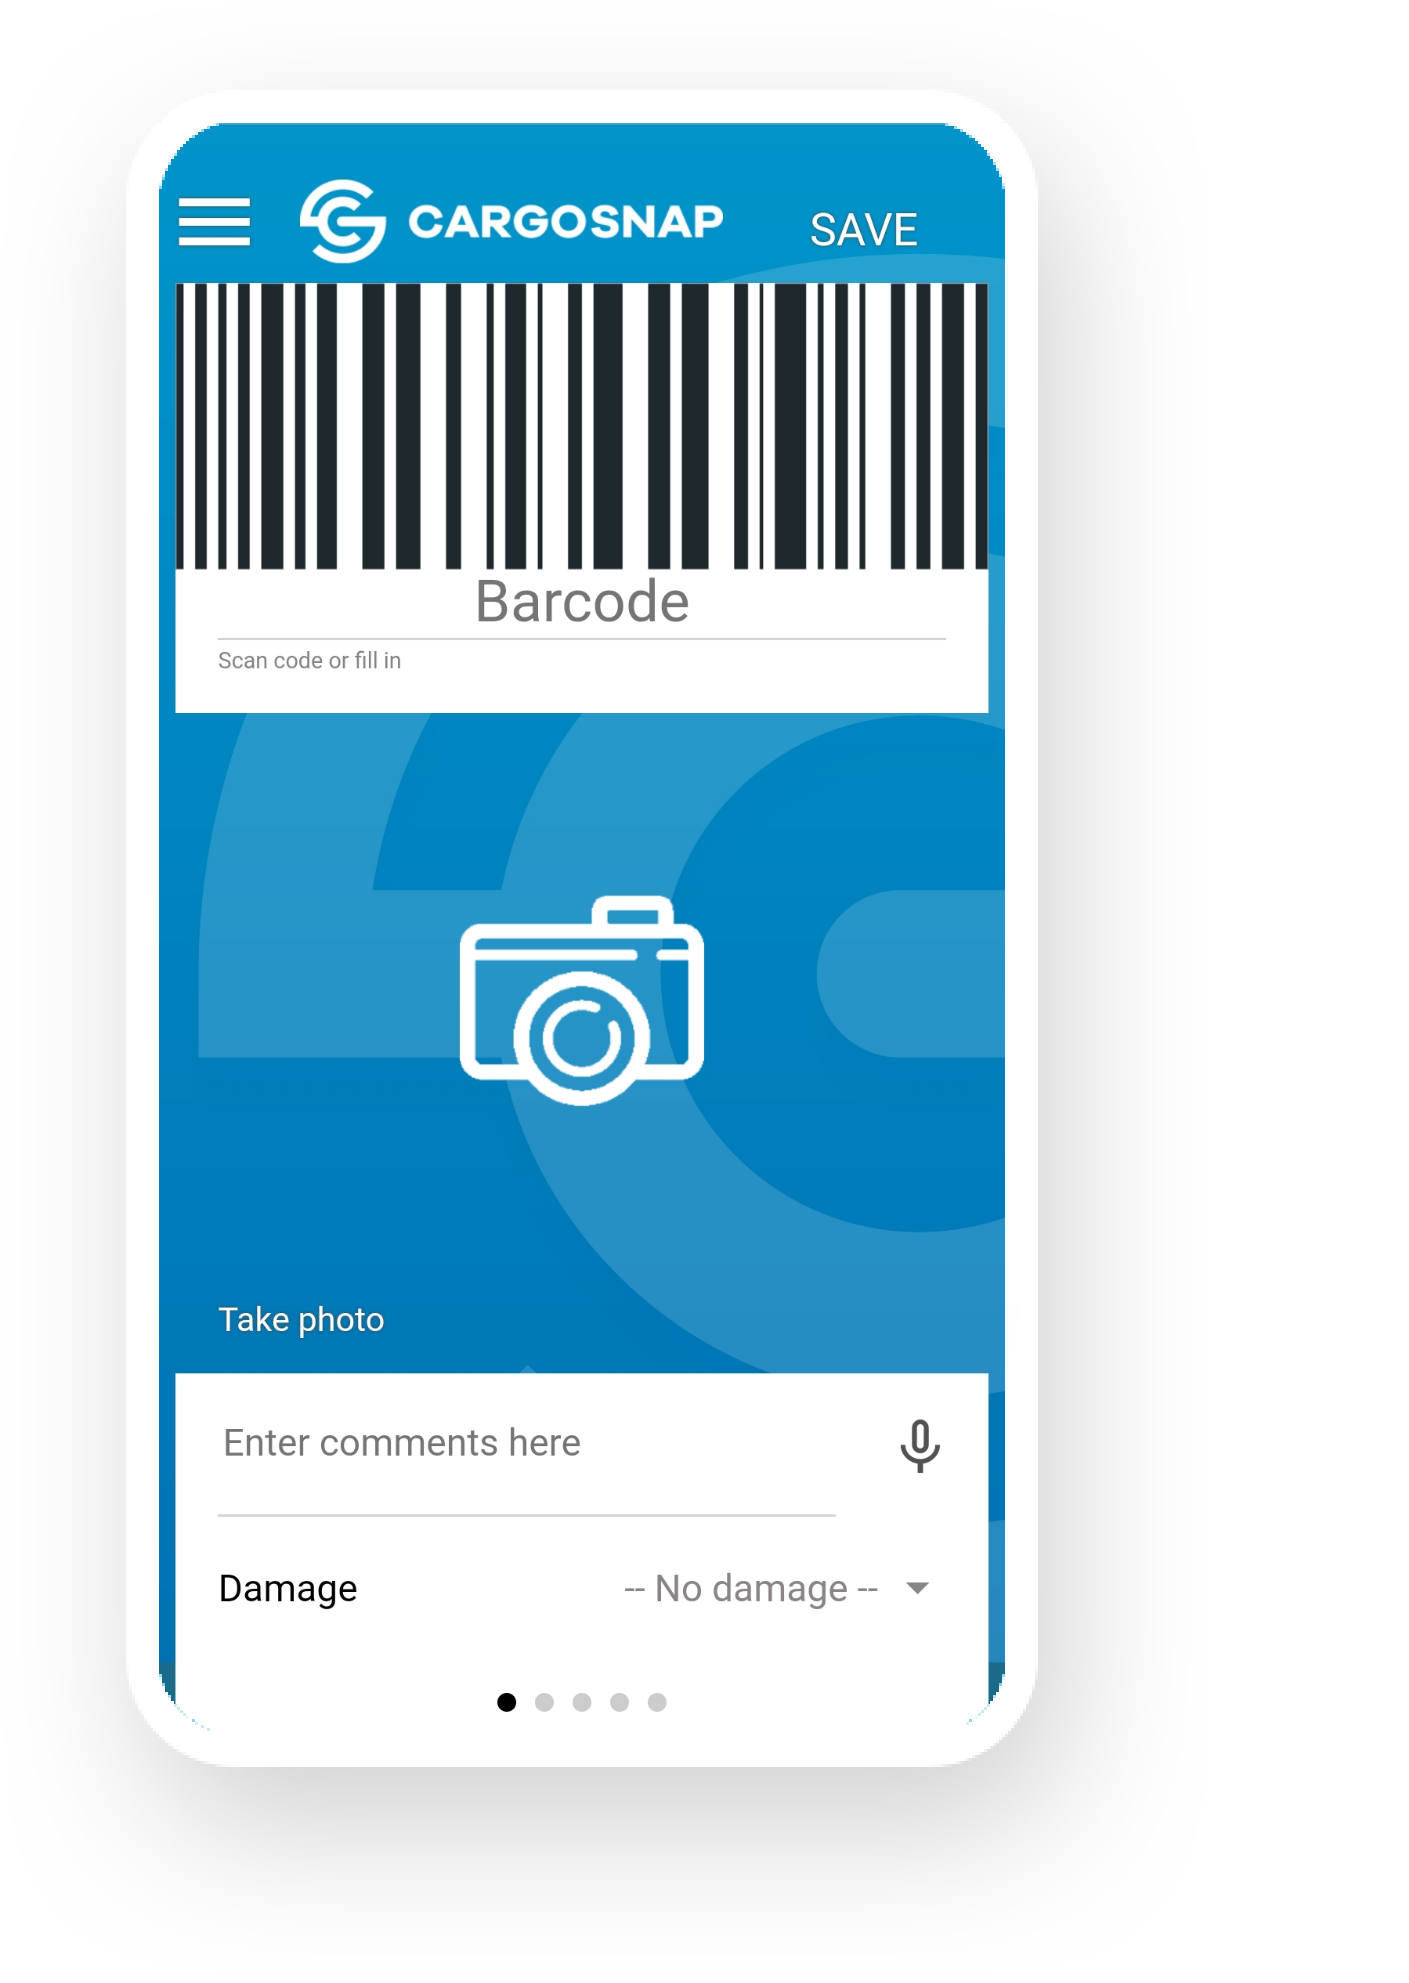 CARGOSNAP
SAVE
Barcode
Scan code or fill in
Take photo
Enter comments here
Damage
-- No damage --